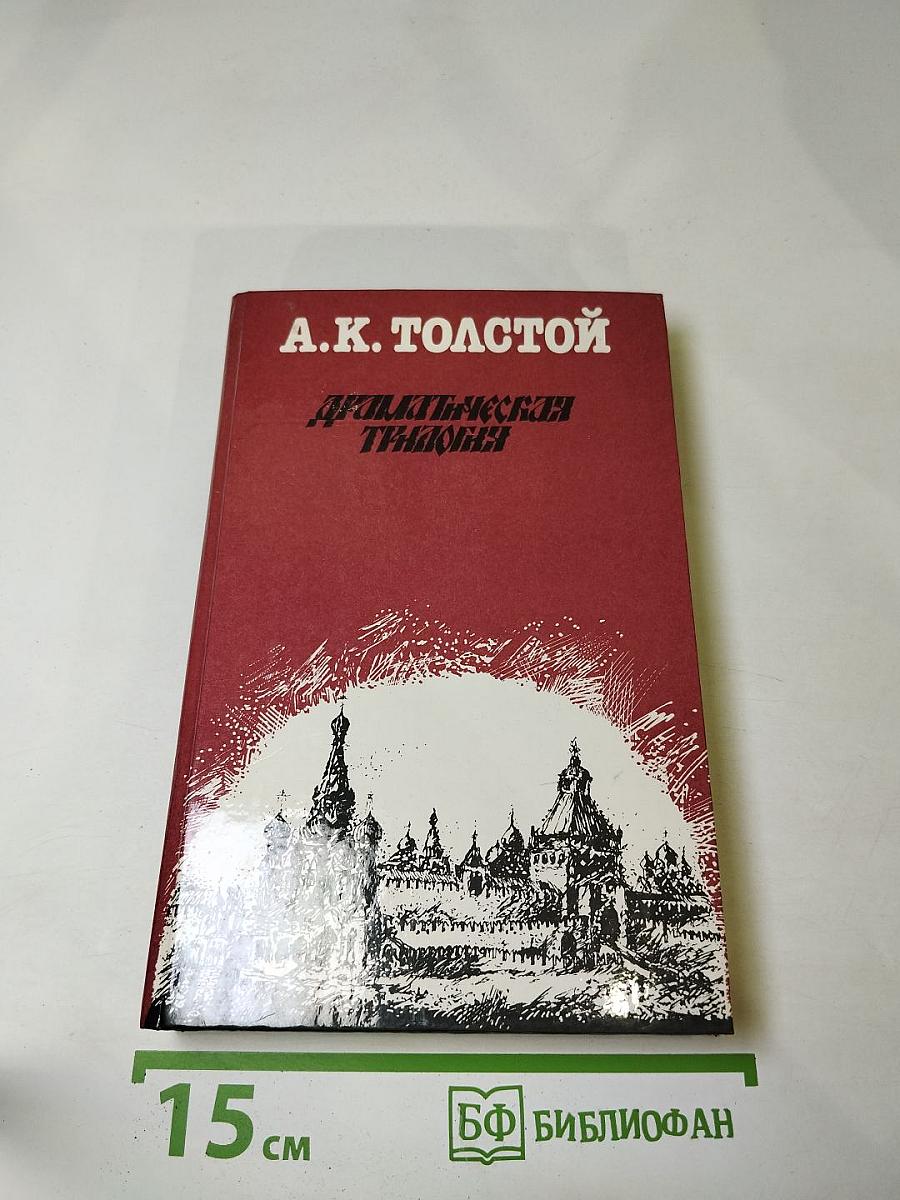 А.К. ТОЛСТОЙ
ДРАМАТИЧЕСКАЯ
ТРИЛОГИЯ
15 см
БФ БИБЛИОФАН